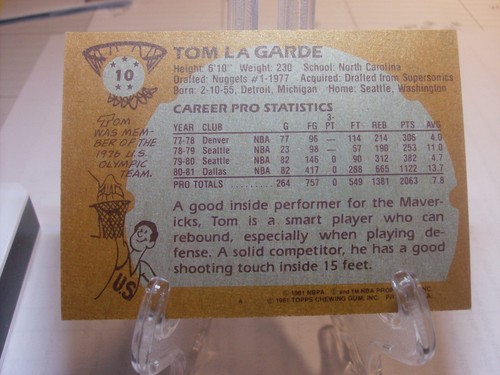 10
TOM LA GARDE
Height: 6'10" Weight: 230 School: North Carolina
Drafted: Nuggets #1-1977 Acquired: Drafted from Supersonics
Born: 2-10-55, Detroit, Michigan Home: Seattle, Washington
CAREER PRO STATISTICS
YEAR CLUB G FG 3-PT FT REB. PTS AVG.
77-78 Denver NBA 77 96 — 114 214 306 4.0
78-79 Seattle NBA 23 98 — 57 190 253 11.0
79-80 Seattle NBA 82 146 0 90 312 382 4.7
80-81 Dallas NBA 82 417 0 288 665 1122 13.7
PRO TOTALS 264 757 0 549 1381 2063 7.8
TOM
WAS MEM-
BER OF THE
1976 U.S.
OLYMPIC
TEAM.
A good inside performer for the Maver-
icks, Tom is a smart player who can
rebound, especially when playing de-
fense. A solid competitor, he has a good
shooting touch inside 15 feet.
U.S.
© 1981 NBPA © NBA
© 1981 TOPPS CHEWING GUM, INC.